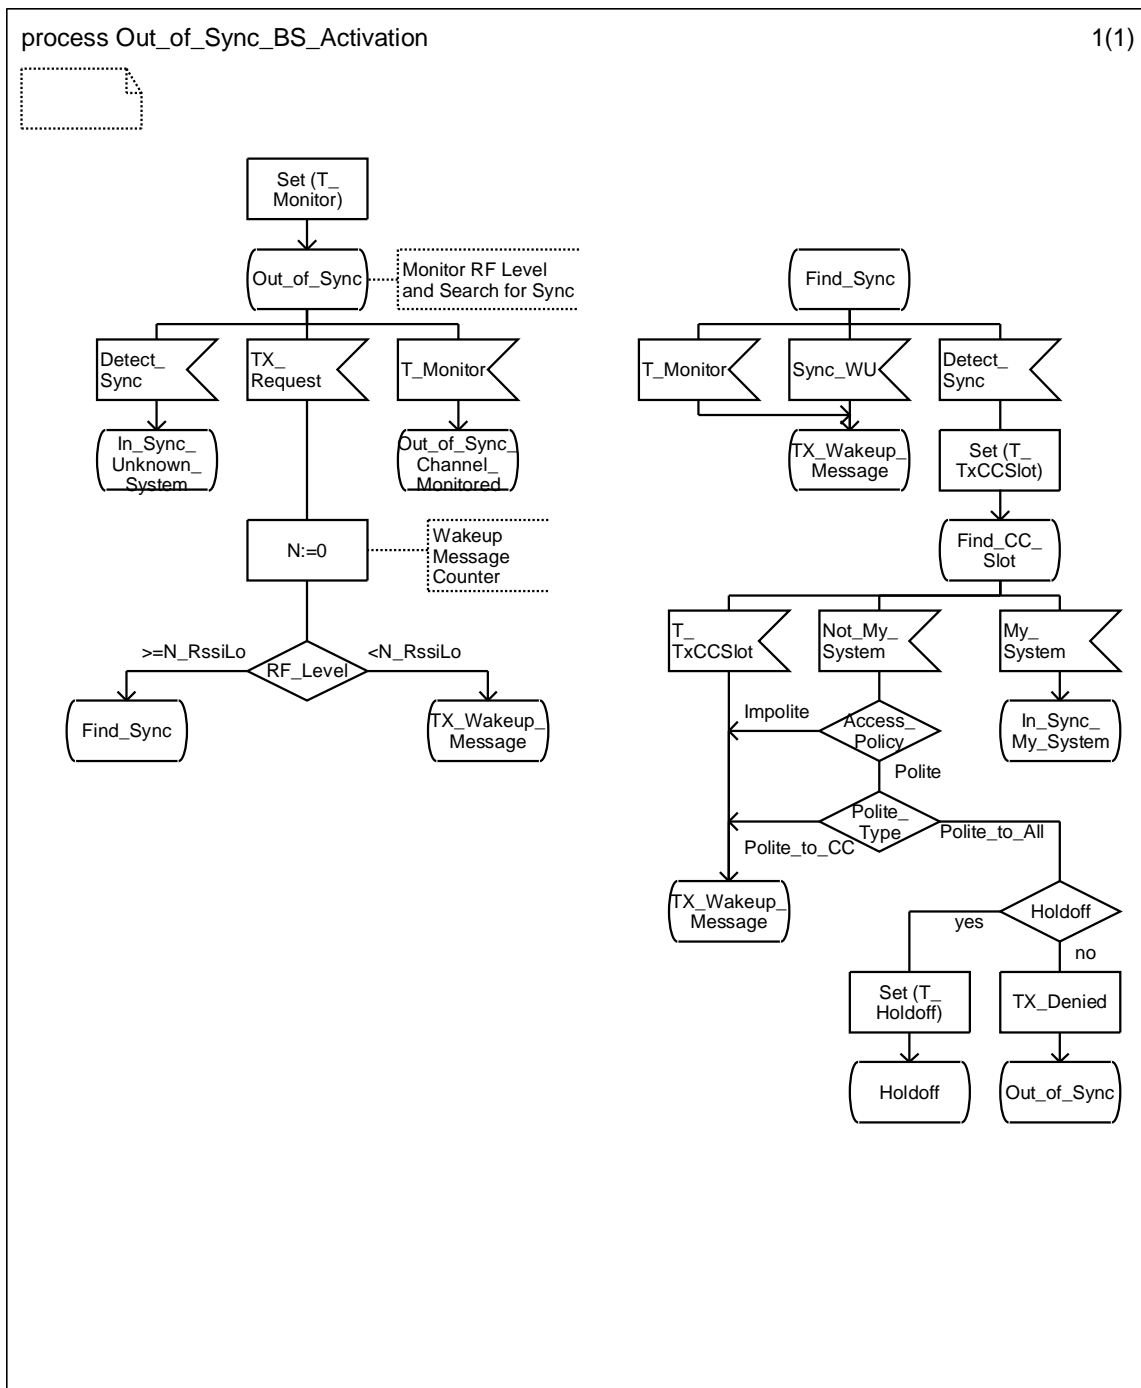 process Out_of_Sync_BS_Activation
1(1)
Set (T_
Monitor)
Out_of_Sync
Monitor RF Level
and Search for Sync
Detect_
Sync
TX_
Request
T_Monitor
In_Sync_
Unknown_
System
Out_of_Sync_
Channel_
Monitored
N:=0
Wakeup
Message
Counter
>=N_RssiLo
RF_Level
<N_RssiLo
Find_Sync
TX_Wakeup_
Message
Find_Sync
T_Monitor
Sync_WU
Detect_
Sync
TX_Wakeup_
Message
Set (T_
TxCCSlot)
Find_CC_
Slot
T_
TxCCSlot
Not_My_
System
My_
System
Impolite
Access_
Policy
In_Sync_
My_System
Polite
Polite_
Type
Polite_to_CC
Polite_to_All
TX_Wakeup_
Message
Holdoff
yes
no
Set (T_
Holdoff)
TX_Denied
Holdoff
Out_of_Sync